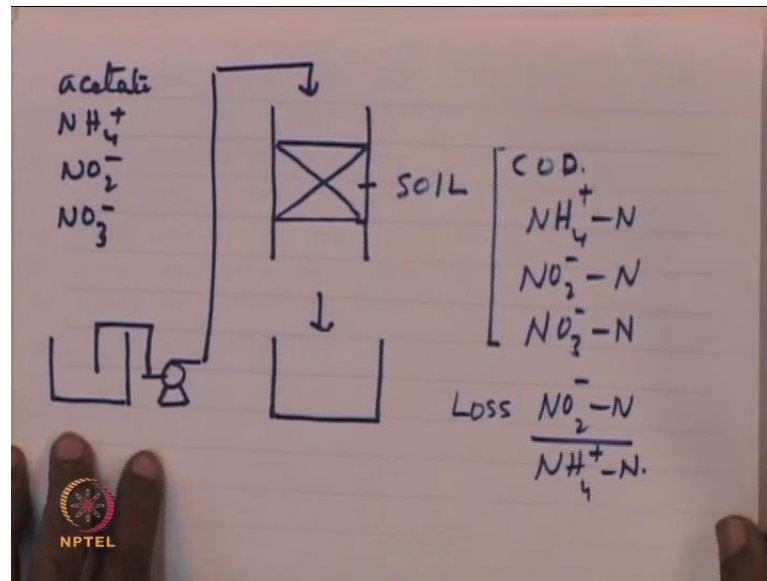 acetate
NH₄⁺
NO₂⁻
NO₃⁻
SOIL
COD.
NH₄⁺-N
NO₂⁻-N
NO₃⁻-N
LOSS NO₂⁻-N
NH₄⁺-N.
NPTEL